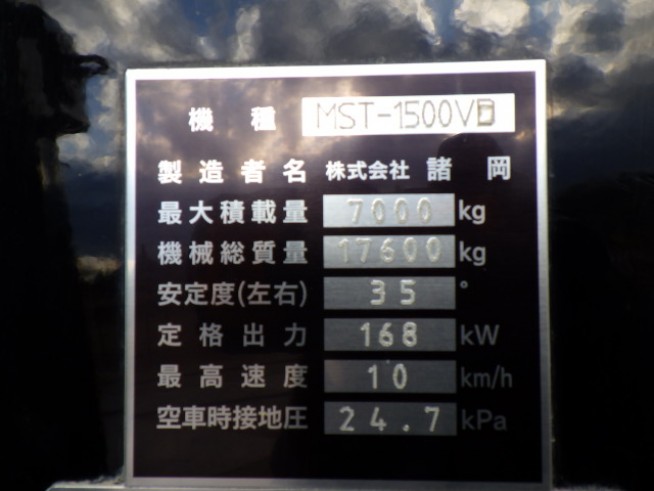 機種 MST-1500VD
製造者名 株式会社 諸岡
最大積載量 7000 kg
機械総質量 17600 kg
安定度(左右) 35 °
定格出力 168 kW
最高速度 10 km/h
空車時接地圧 24.7 kPa